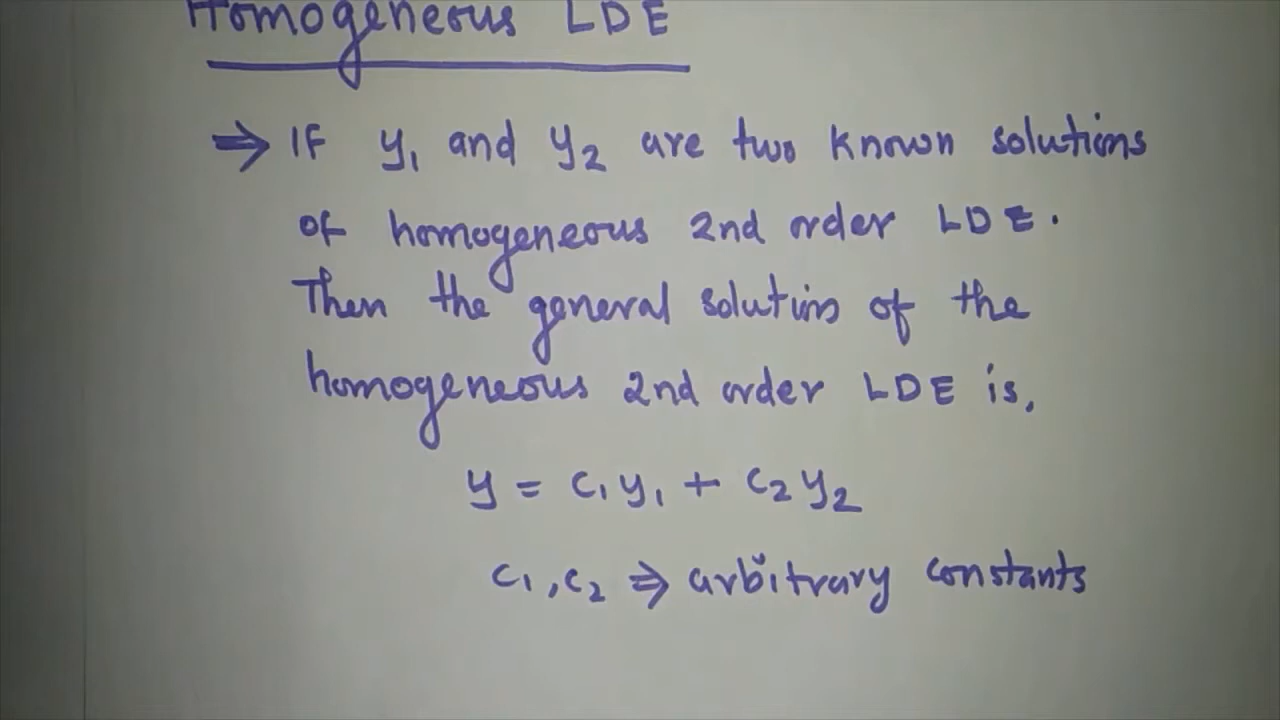 Homogeneous LDE
⇒ IF y₁ and y₂ are two known solutions
of homogeneous 2nd order LDE.
Then the general solution of the
homogeneous 2nd order LDE is,
y = c₁y₁ + c₂y₂
c₁, c₂ ⇒ arbitrary constants